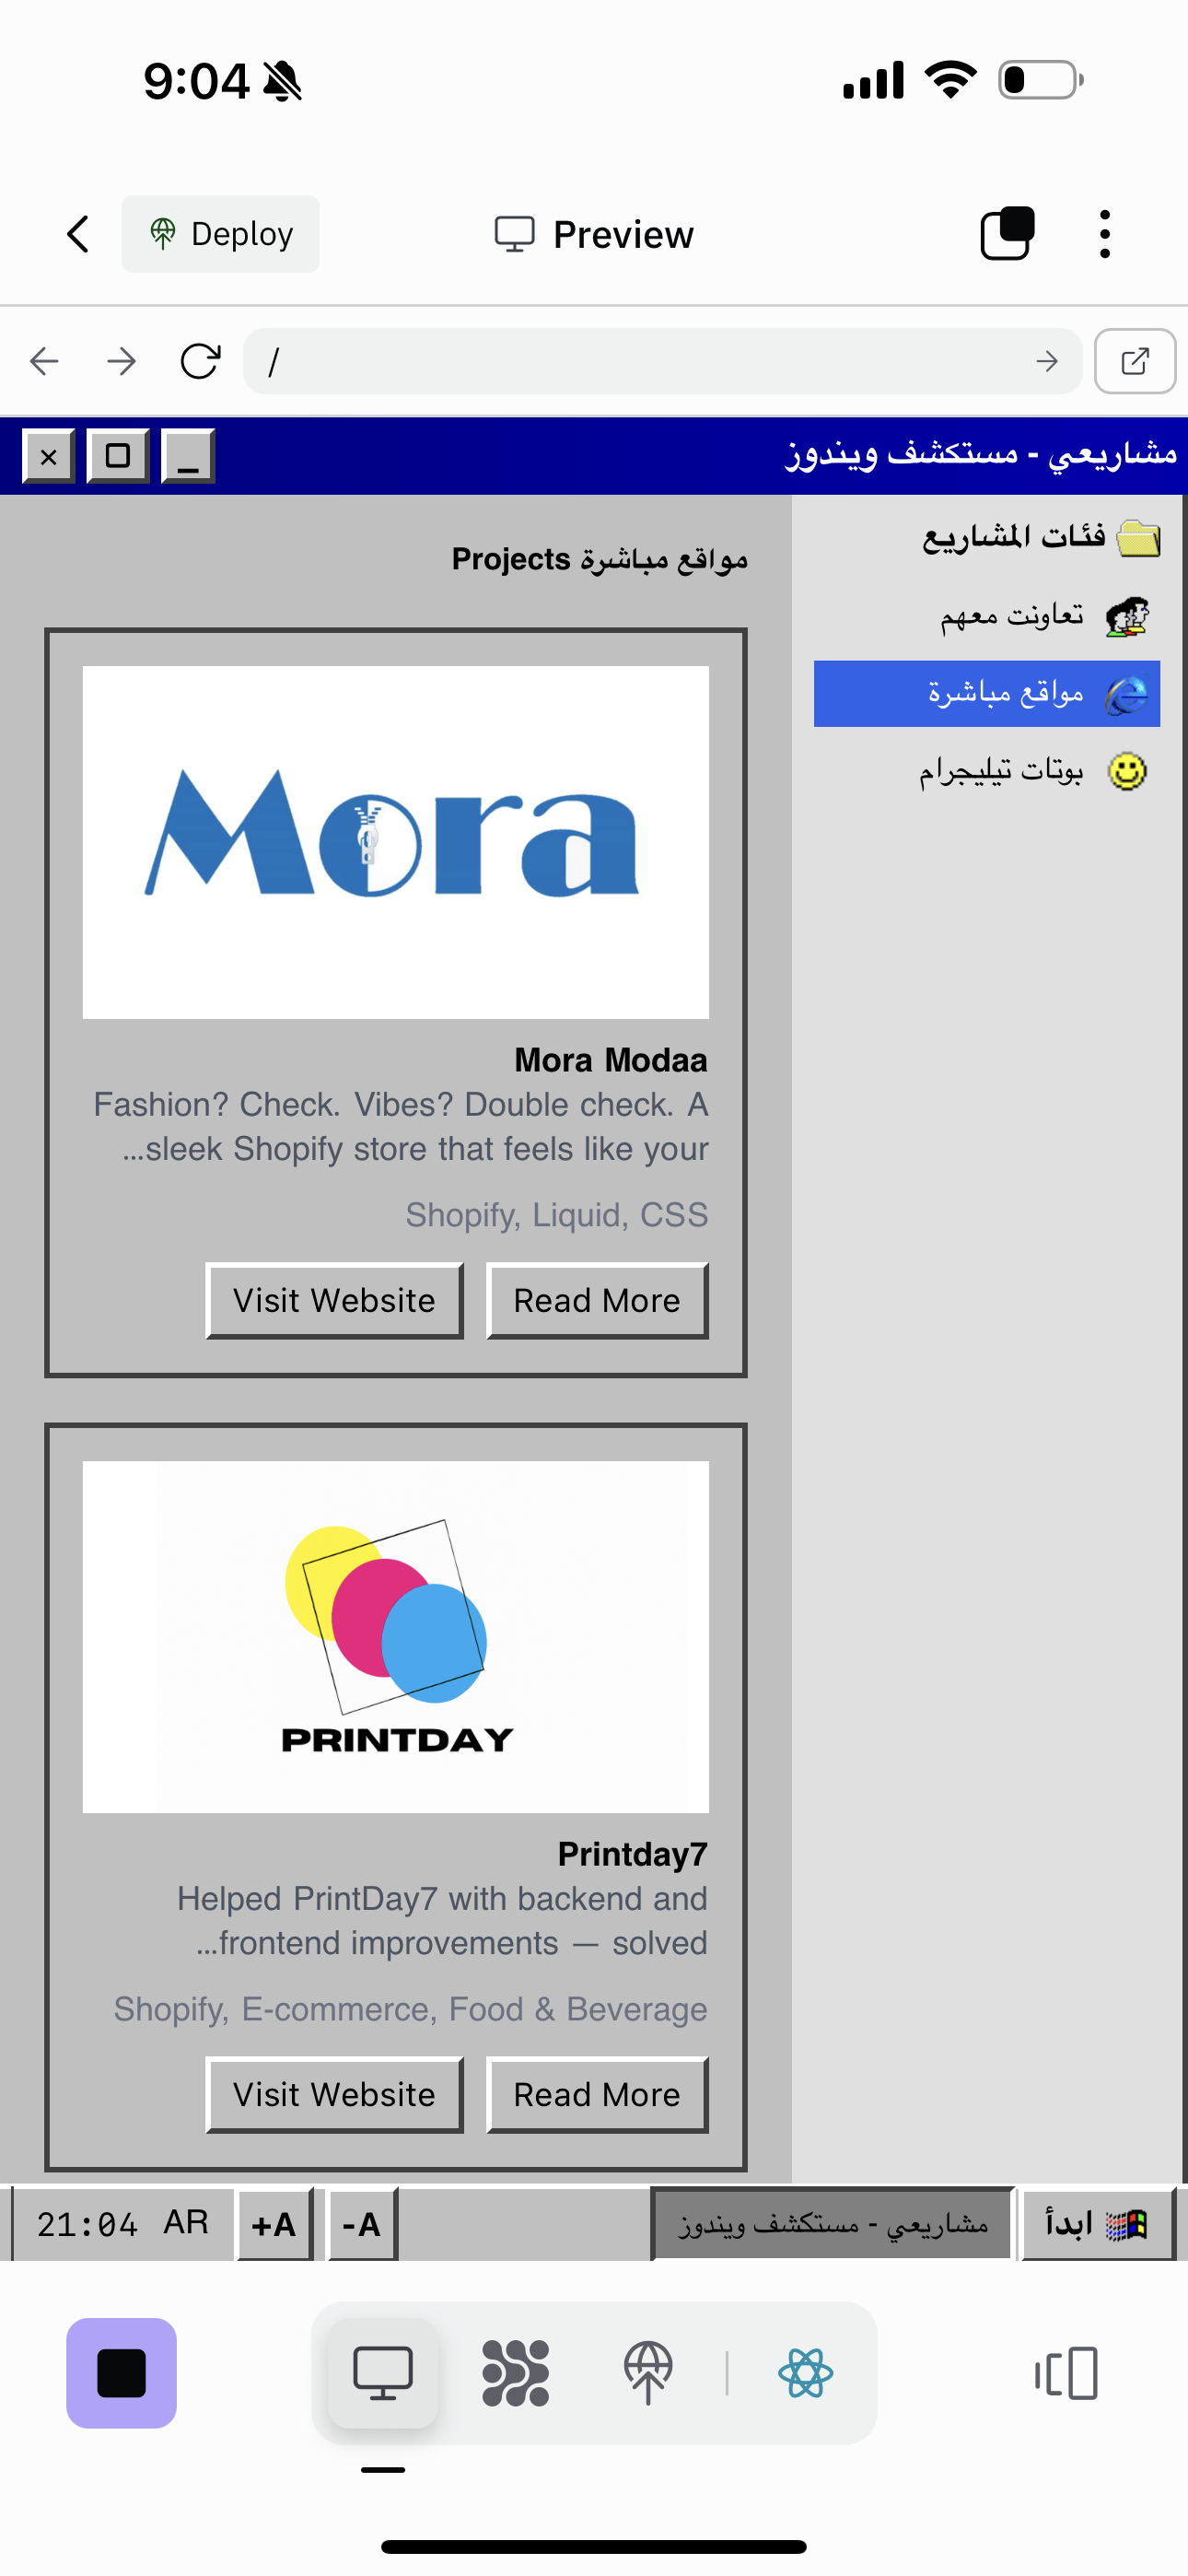 9:04
Deploy
Preview
/
مشاريعي - مستكشف ويندوز
فئات المشاريع
تعاونت معهم
مواقع مباشرة
بوتات تيليجرام
مواقع مباشرة Projects
Mora
Mora Modaa
Fashion? Check. Vibes? Double check. A
sleek Shopify store that feels like your...
Shopify, Liquid, CSS
Read More
Visit Website
PRINTDAY
Printday7
Helped PrintDay7 with backend and
frontend improvements — solved...
Shopify, E-commerce, Food & Beverage
Read More
Visit Website
ابدأ
مشاريعي - مستكشف ويندوز
-A
+A
AR
21:04